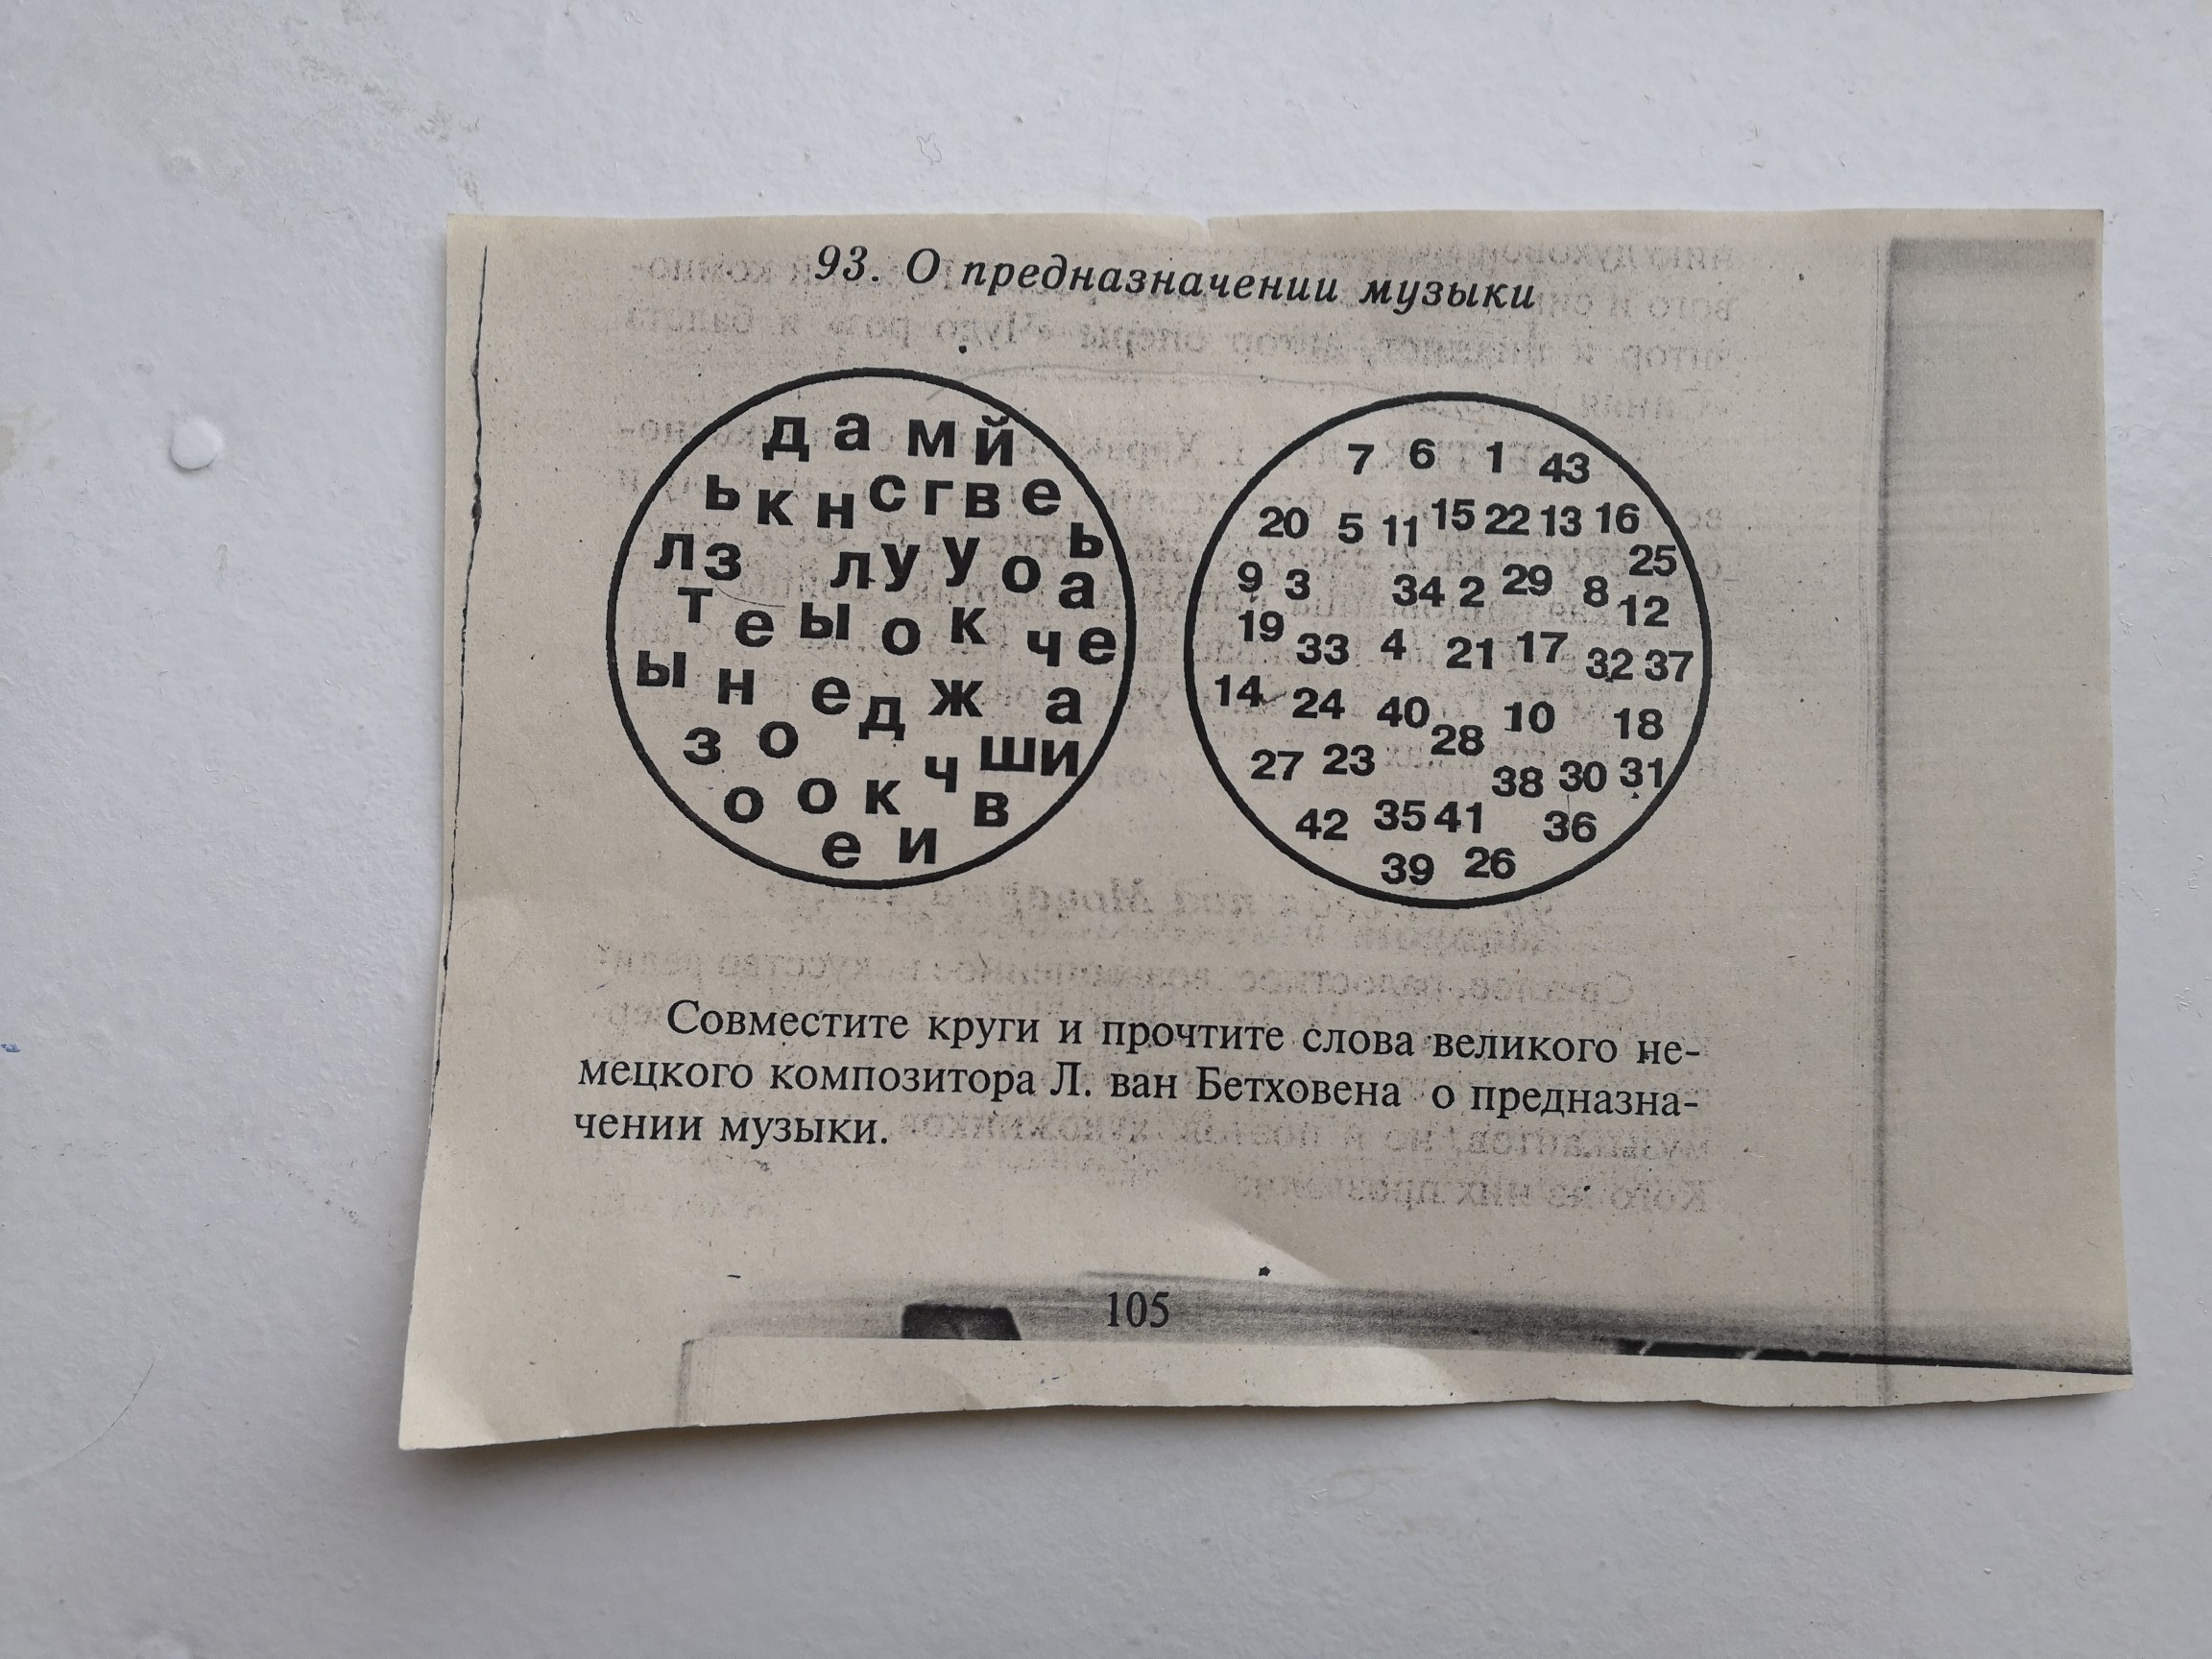 93. О предназначении музыки
д а м й
ь к н с г в е
л з л у у о ь
т е ы о к ч е а
ы н е д ж а
з о ч ш и
о о к в
е и
7 6 1 43
20 5 11 15 22 13 16
9 3 34 2 29 8 25
19 33 4 21 17 32 37 12
14 24 40 28 10 18
27 23 38 30 31
42 35 41 36
39 26
Совместите круги и прочтите слова великого не-
мецкого композитора Л. ван Бетховена о предназна-
чении музыки.
105